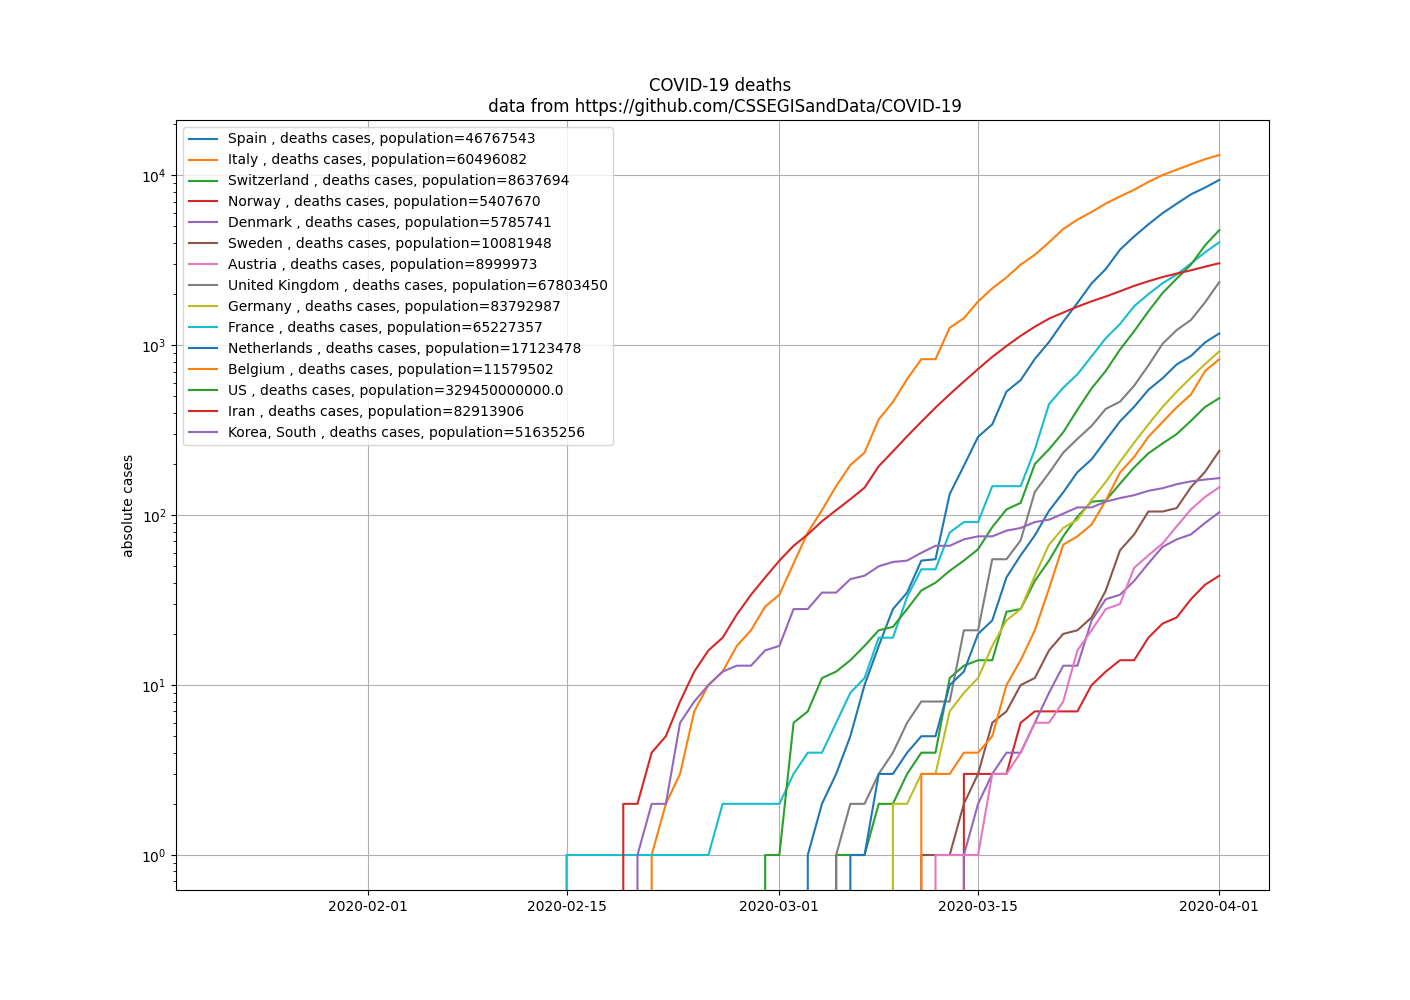 COVID-19 deaths
data from https://github.com/CSSEGISandData/COVID-19
Spain , deaths cases, population=46767543
Italy , deaths cases, population=60496082
Switzerland , deaths cases, population=8637694
Norway , deaths cases, population=5407670
Denmark , deaths cases, population=5785741
Sweden , deaths cases, population=10081948
Austria , deaths cases, population=8999973
United Kingdom , deaths cases, population=67803450
Germany , deaths cases, population=83792987
France , deaths cases, population=65227357
Netherlands , deaths cases, population=17123478
Belgium , deaths cases, population=11579502
US , deaths cases, population=329450000000.0
Iran , deaths cases, population=82913906
Korea, South , deaths cases, population=51635256
absolute cases
10⁴
10³
10²
10¹
10⁰
2020-02-01
2020-02-15
2020-03-01
2020-03-15
2020-04-01